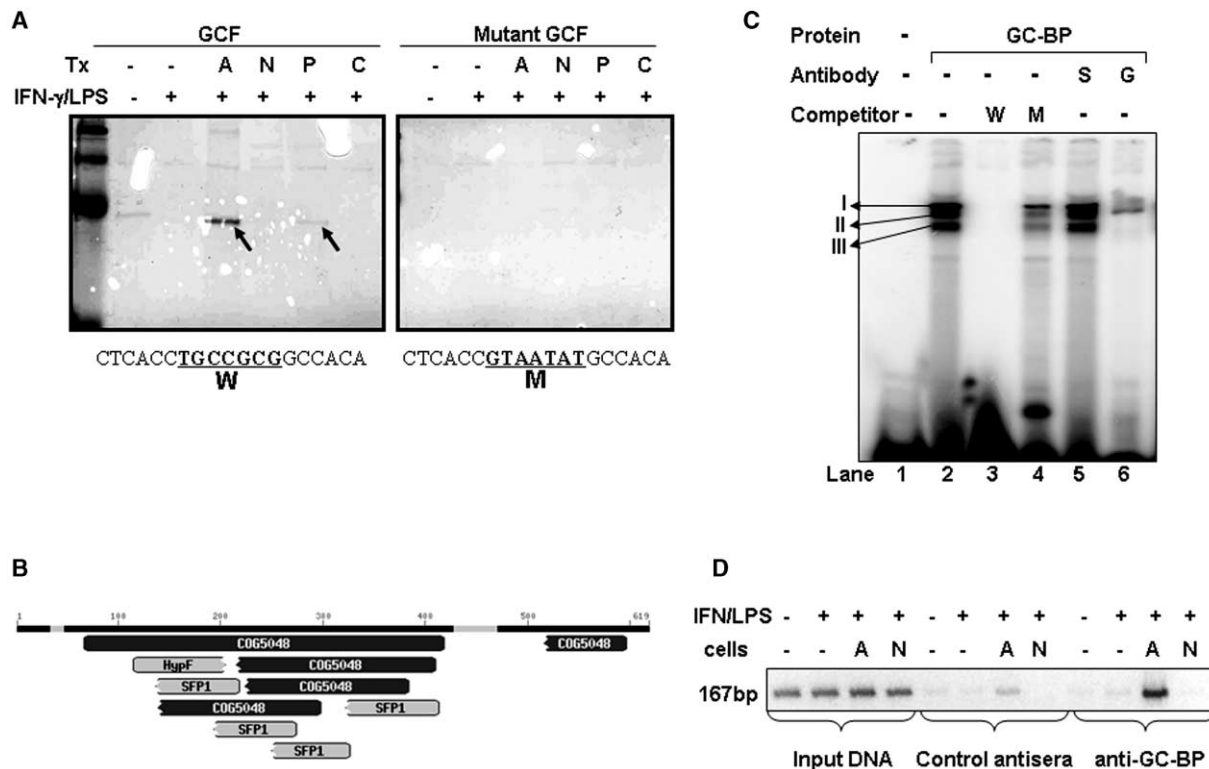 A
GCF
Mutant GCF
Tx - - A N P C - - A N P C
IFN-γ/LPS - + + + + + - + + + + +
CTCACCTGCCGCGGCCACA
W
CTCACCGTAATATGCCACA
M
B
1 100 200 300 400 500 619
COG5048 COG5048
HypF COG5048
SFP1 COG5048
COG5048 SFP1
SFP1
SFP1
C
Protein - GC-BP
Antibody - - - - S G
Competitor - - W M - -
I
II
III
Lane 1 2 3 4 5 6
D
IFN/LPS - + + + - + + + - + + +
cells - - A N - - A N - - A N
167bp
Input DNA Control antisera anti-GC-BP